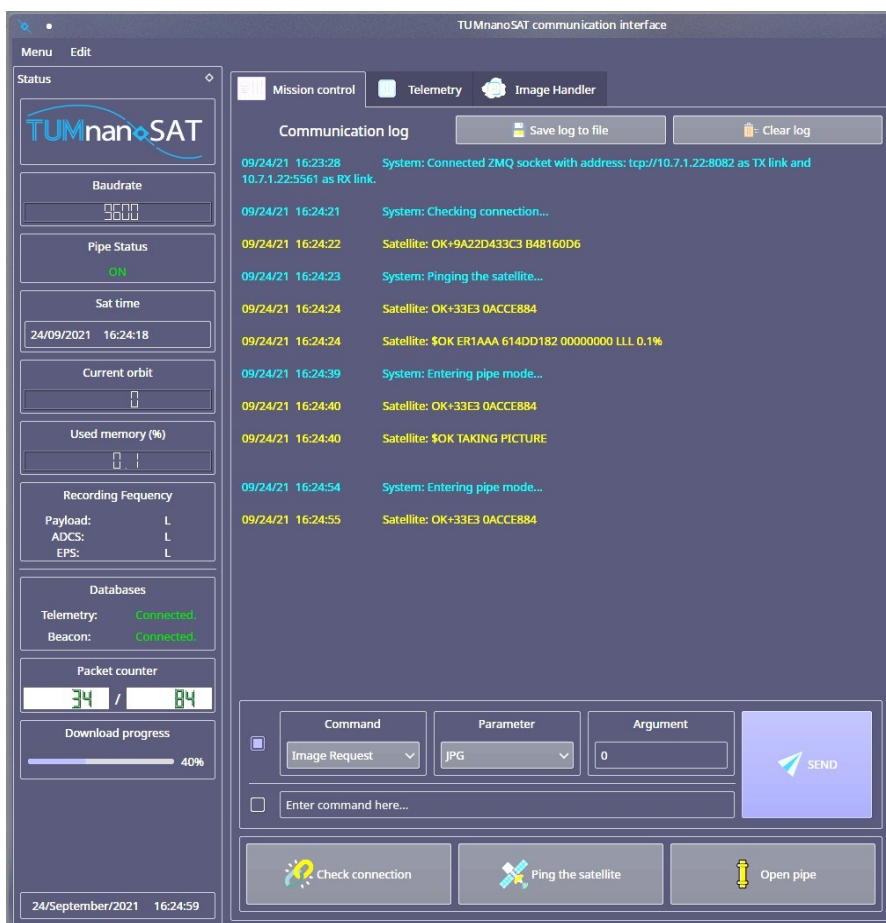 TUMnanoSAT communication interface
Menu Edit
Status
TUMnanoSAT
Baudrate
9600
Pipe Status
ON
Sat time
24/09/2021 16:24:18
Current orbit
0
Used memory (%)
0.1
Recording Fequency
Payload: L
ADCS: L
EPS: L
Databases
Telemetry: Connected.
Beacon: Connected.
Packet counter
34 / 84
Download progress
40%
24/September/2021 16:24:59
Mission control Telemetry Image Handler
Communication log Save log to file Clear log
09/24/21 16:23:28 System: Connected ZMQ socket with address: tcp://10.7.1.22:8082 as TX link and
10.7.1.22:5561 as RX link.
09/24/21 16:24:21 System: Checking connection...
09/24/21 16:24:22 Satellite: OK+9A22D433C3 B48160D6
09/24/21 16:24:23 System: Pinging the satellite...
09/24/21 16:24:24 Satellite: OK+33E3 0ACCE884
09/24/21 16:24:24 Satellite: $OK ER1AAA 614DD182 00000000 LLL 0.1%
09/24/21 16:24:39 System: Entering pipe mode...
09/24/21 16:24:40 Satellite: OK+33E3 0ACCE884
09/24/21 16:24:40 Satellite: $OK TAKING PICTURE
09/24/21 16:24:54 System: Entering pipe mode...
09/24/21 16:24:55 Satellite: OK+33E3 0ACCE884
Command Parameter Argument
Image Request JPG 0
SEND
Enter command here...
Check connection Ping the satellite Open pipe